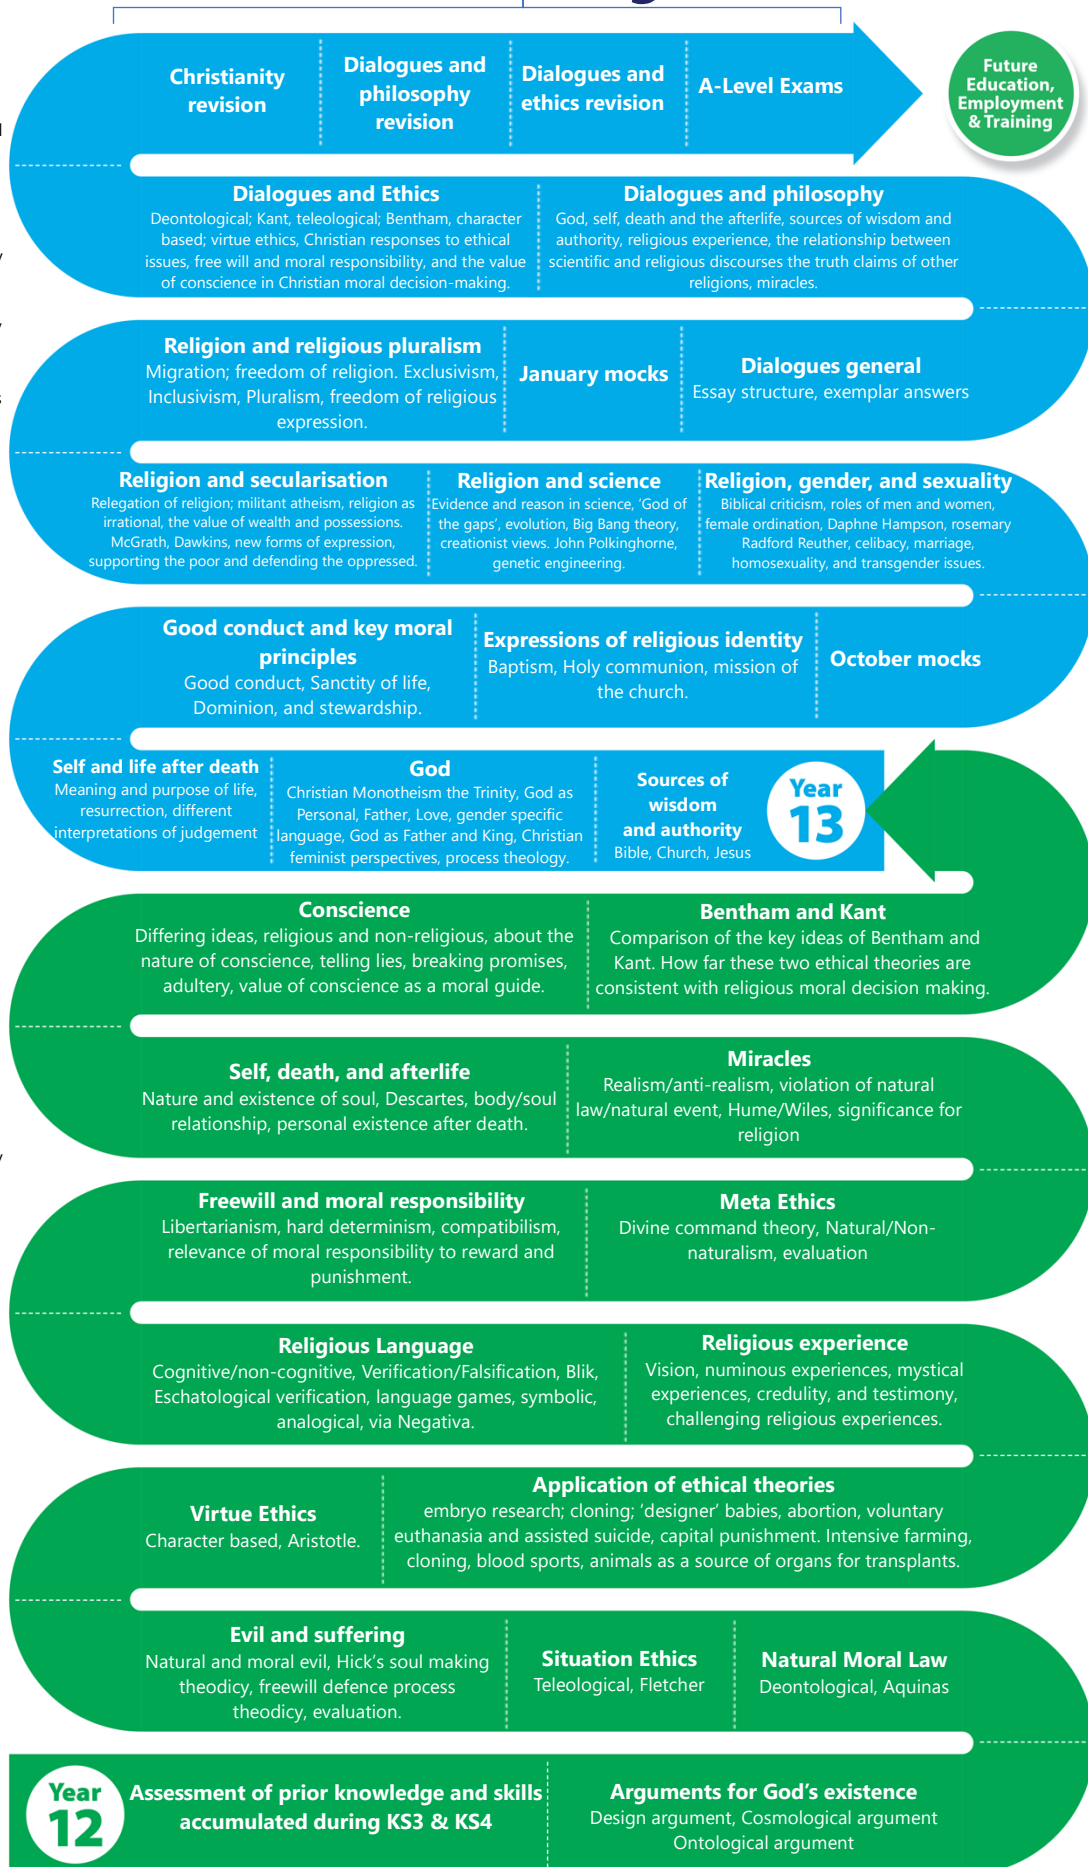 Christianity
revision
Dialogues and
philosophy
revision
Dialogues and
ethics revision
A-Level Exams
Future
Education,
Employment
& Training
Dialogues and Ethics
Deontological; Kant, teleological; Bentham, character
based; virtue ethics, Christian responses to ethical
issues, free will and moral responsibility, and the value
of conscience in Christian moral decision-making.
Dialogues and philosophy
God, self, death and the afterlife, sources of wisdom and
authority, religious experience, the relationship between
scientific and religious discourses the truth claims of other
religions, miracles.
Religion and religious pluralism
Migration; freedom of religion. Exclusivism,
Inclusivism, Pluralism, freedom of religious
expression.
January mocks
Dialogues general
Essay structure, exemplar answers
Religion and secularisation
Relegation of religion; militant atheism, religion as
irrational, the value of wealth and possessions.
McGrath, Dawkins, new forms of expression,
supporting the poor and defending the oppressed.
Religion and science
Evidence and reason in science, 'God of
the gaps', evolution, Big Bang theory,
creationist views. John Polkinghorne,
genetic engineering.
Religion, gender, and sexuality
Biblical criticism, roles of men and women,
female ordination, Daphne Hampson, rosemary
Radford Reuther, celibacy, marriage,
homosexuality, and transgender issues.
Good conduct and key moral
principles
Good conduct, Sanctity of life,
Dominion, and stewardship.
Expressions of religious identity
Baptism, Holy communion, mission of
the church.
October mocks
Self and life after death
Meaning and purpose of life,
resurrection, different
interpretations of judgement
God
Christian Monotheism the Trinity, God as
Personal, Father, Love, gender specific
language, God as Father and King, Christian
feminist perspectives, process theology.
Sources of
wisdom
and authority
Bible, Church, Jesus
Year
13
Conscience
Differing ideas, religious and non-religious, about the
nature of conscience, telling lies, breaking promises,
adultery, value of conscience as a moral guide.
Bentham and Kant
Comparison of the key ideas of Bentham and
Kant. How far these two ethical theories are
consistent with religious moral decision making.
Self, death, and afterlife
Nature and existence of soul, Descartes, body/soul
relationship, personal existence after death.
Miracles
Realism/anti-realism, violation of natural
law/natural event, Hume/Wiles, significance for
religion
Freewill and moral responsibility
Libertarianism, hard determinism, compatibilism,
relevance of moral responsibility to reward and
punishment.
Meta Ethics
Divine command theory, Natural/Non-
naturalism, evaluation
Religious Language
Cognitive/non-cognitive, Verification/Falsification, Blik,
Eschatological verification, language games, symbolic,
analogical, via Negativa.
Religious experience
Vision, numinous experiences, mystical
experiences, credulity, and testimony,
challenging religious experiences.
Virtue Ethics
Character based, Aristotle.
Application of ethical theories
embryo research; cloning; 'designer' babies, abortion, voluntary
euthanasia and assisted suicide, capital punishment. Intensive farming,
cloning, blood sports, animals as a source of organs for transplants.
Evil and suffering
Natural and moral evil, Hick's soul making
theodicy, freewill defence process
theodicy, evaluation.
Situation Ethics
Teleological, Fletcher
Natural Moral Law
Deontological, Aquinas
Year
12
Assessment of prior knowledge and skills
accumulated during KS3 & KS4
Arguments for God's existence
Design argument, Cosmological argument
Ontological argument